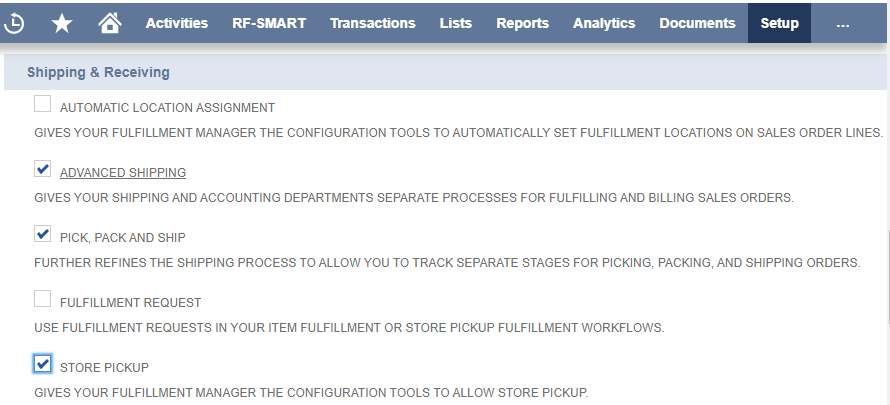 Activities RF-SMART Transactions Lists Reports Analytics Documents Setup ...
Shipping & Receiving
AUTOMATIC LOCATION ASSIGNMENT
GIVES YOUR FULFILLMENT MANAGER THE CONFIGURATION TOOLS TO AUTOMATICALLY SET FULFILLMENT LOCATIONS ON SALES ORDER LINES.
ADVANCED SHIPPING
GIVES YOUR SHIPPING AND ACCOUNTING DEPARTMENTS SEPARATE PROCESSES FOR FULFILLING AND BILLING SALES ORDERS.
PICK, PACK AND SHIP
FURTHER REFINES THE SHIPPING PROCESS TO ALLOW YOU TO TRACK SEPARATE STAGES FOR PICKING, PACKING, AND SHIPPING ORDERS.
FULFILLMENT REQUEST
USE FULFILLMENT REQUESTS IN YOUR ITEM FULFILLMENT OR STORE PICKUP FULFILLMENT WORKFLOWS.
STORE PICKUP
GIVES YOUR FULFILLMENT MANAGER THE CONFIGURATION TOOLS TO ALLOW STORE PICKUP.